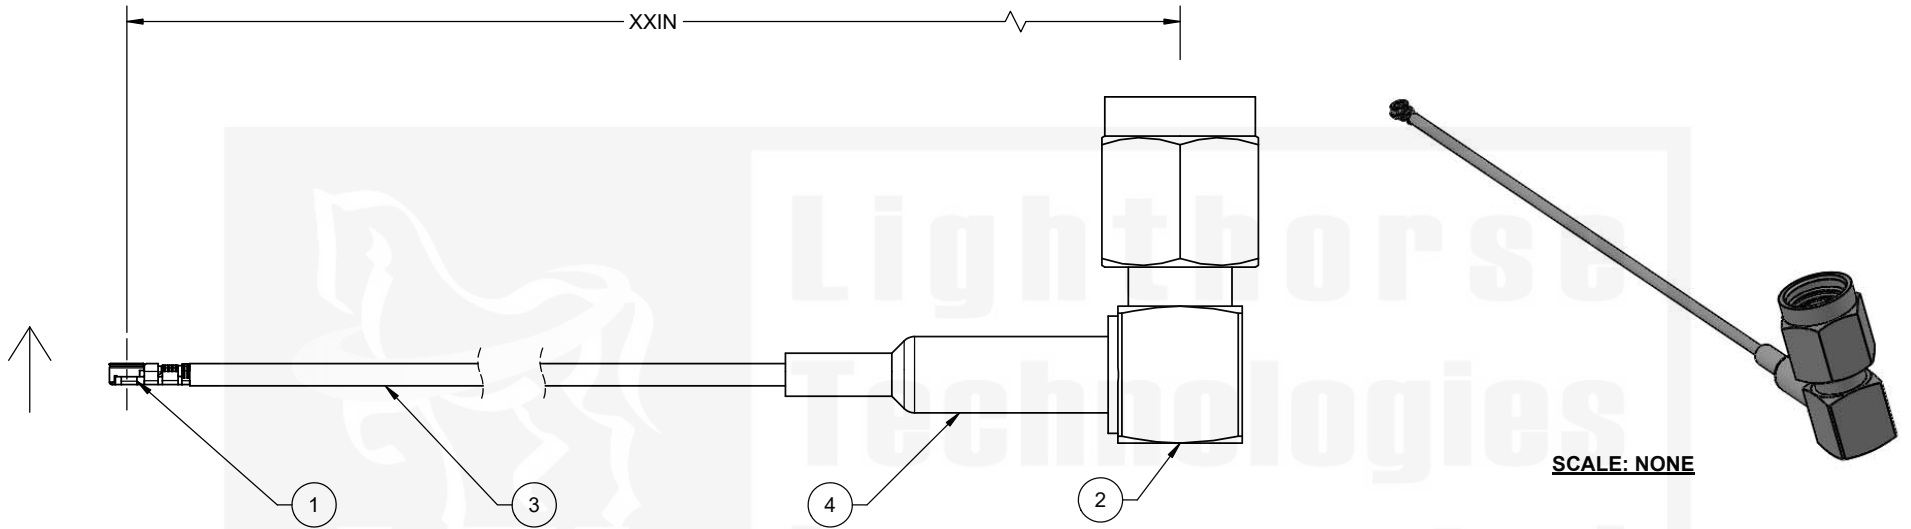 XXIN
Lighthorse
Technologies
SCALE: NONE
1
3
4
2